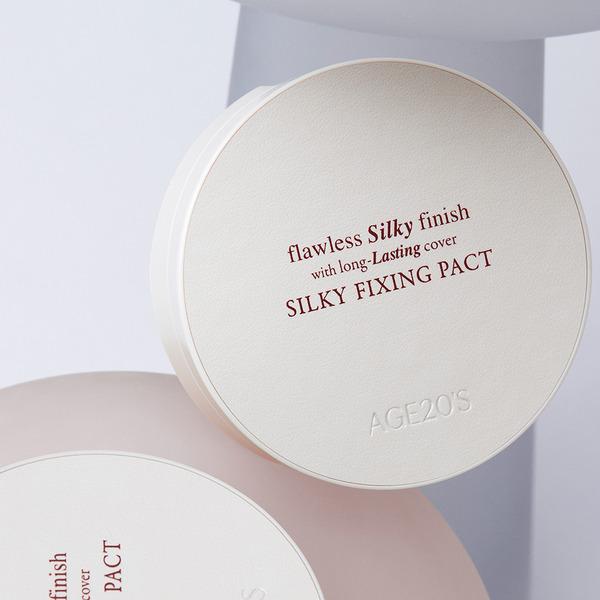 flawless Silky finish
with long-Lasting cover
SILKY FIXING PACT
AGE20'S
finish
cover
PACT